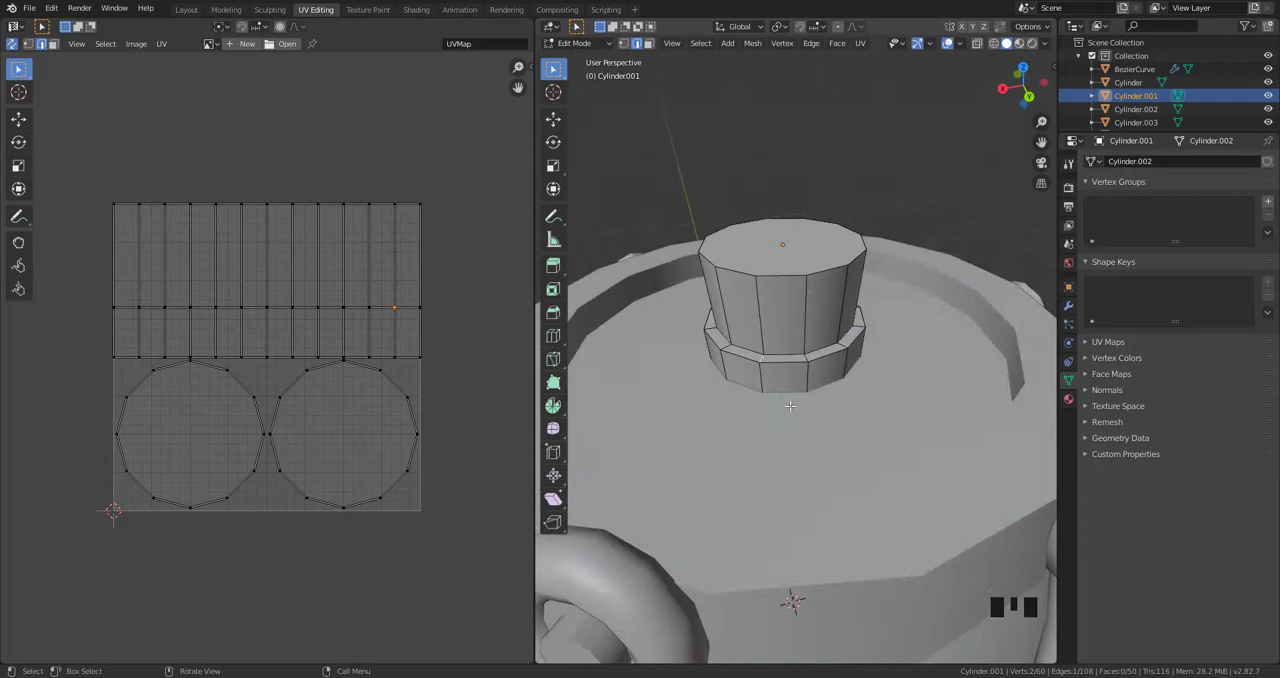 File Edit Render Window Help Layout Modeling Sculpting UV Editing Texture Paint Shading Animation Rendering Compositing Scripting + Scene View Layer
Global Options
View Select Image UV New Open UVMap
Edit Mode View Select Add Mesh Vertex Edge Face UV
User Perspective
(0) Cylinder.001
X Y Z
Z
X
Y
Scene Collection
Collection
BezierCurve
Cylinder
Cylinder.001
Cylinder.002
Cylinder.003
Cylinder.001 Cylinder.002
Cylinder.002
Vertex Groups
Shape Keys
UV Maps
Vertex Colors
Face Maps
Normals
Texture Space
Remesh
Geometry Data
Custom Properties
Select Box Select Rotate View Call Menu Cylinder.001 | Verts:2/60 | Edges:1/108 | Faces:0/50 | Tris:116 | Mem: 28.2 MiB | v2.82.7